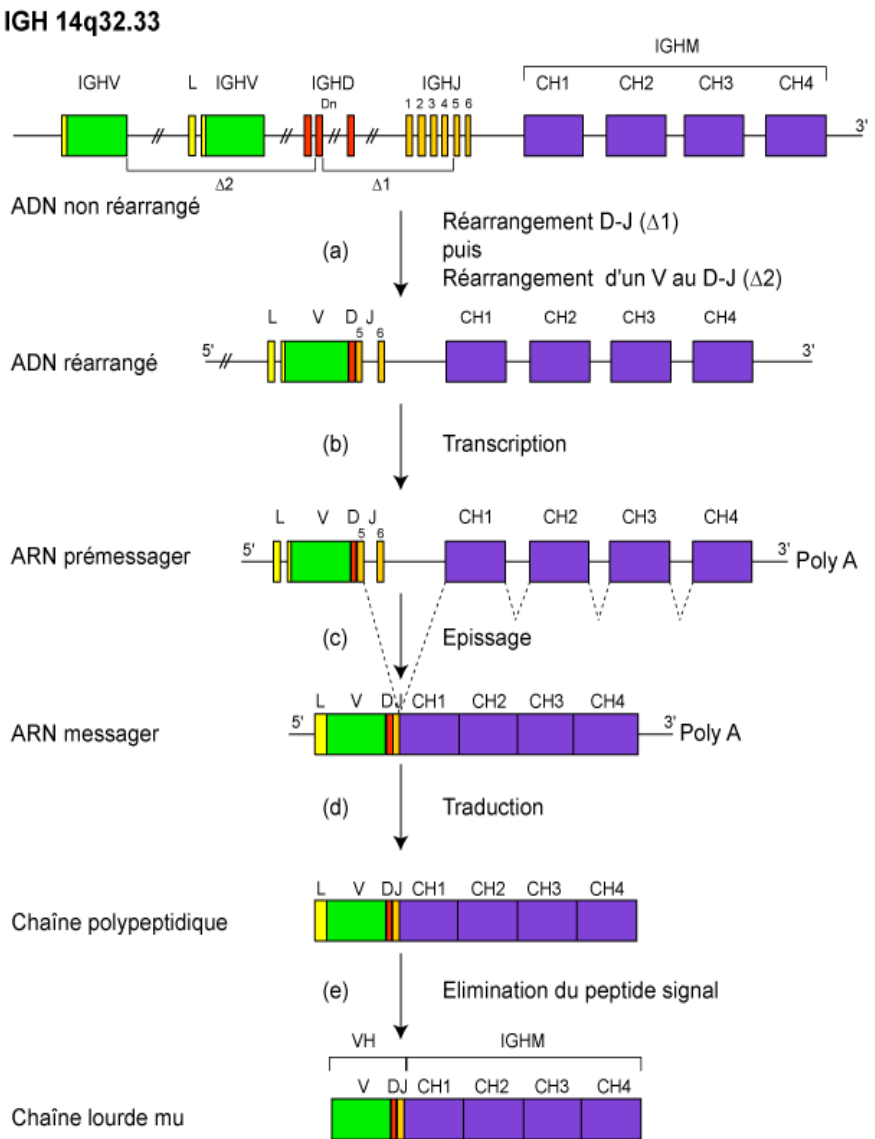 IGH 14q32.33
IGHM
IGHV L IGHV IGHD IGHJ CH1 CH2 CH3 CH4
Dn 1 2 3 4 5 6
3'
Δ2 Δ1
ADN non réarrangé
(a)
Réarrangement D-J (Δ1)
puis
Réarrangement d'un V au D-J (Δ2)
L V D J CH1 CH2 CH3 CH4
5 6
ADN réarrangé 5' 3'
(b) Transcription
L V D J CH1 CH2 CH3 CH4
5 6
ARN prémessager 5' 3' Poly A
(c) Epissage
L V DJ CH1 CH2 CH3 CH4
ARN messager 5' 3' Poly A
(d) Traduction
L V DJ CH1 CH2 CH3 CH4
Chaîne polypeptidique
(e) Elimination du peptide signal
VH IGHM
V DJ CH1 CH2 CH3 CH4
Chaîne lourde mu